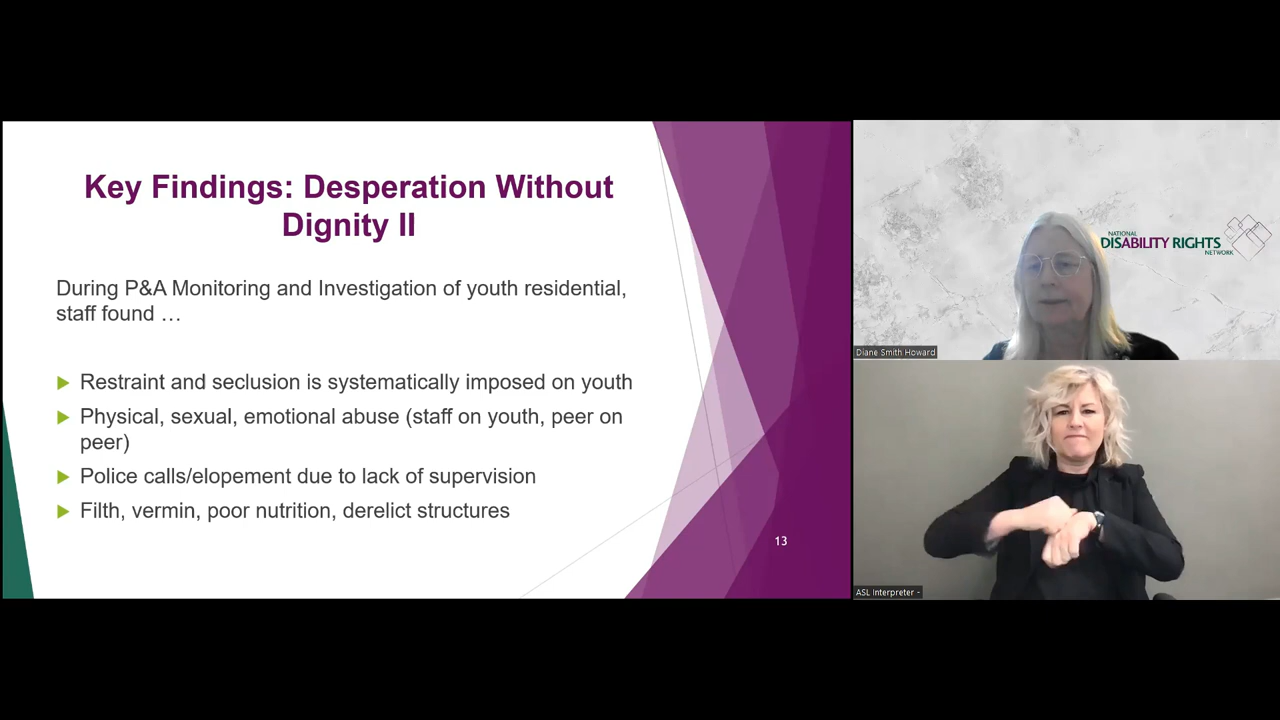 Key Findings: Desperation Without
Dignity II
During P&A Monitoring and Investigation of youth residential,
staff found …
Restraint and seclusion is systematically imposed on youth
Physical, sexual, emotional abuse (staff on youth, peer on
peer)
Police calls/elopement due to lack of supervision
Filth, vermin, poor nutrition, derelict structures
13
NATIONAL
DISABILITY RIGHTS
NETWORK
Diane Smith Howard
ASL Interpreter -